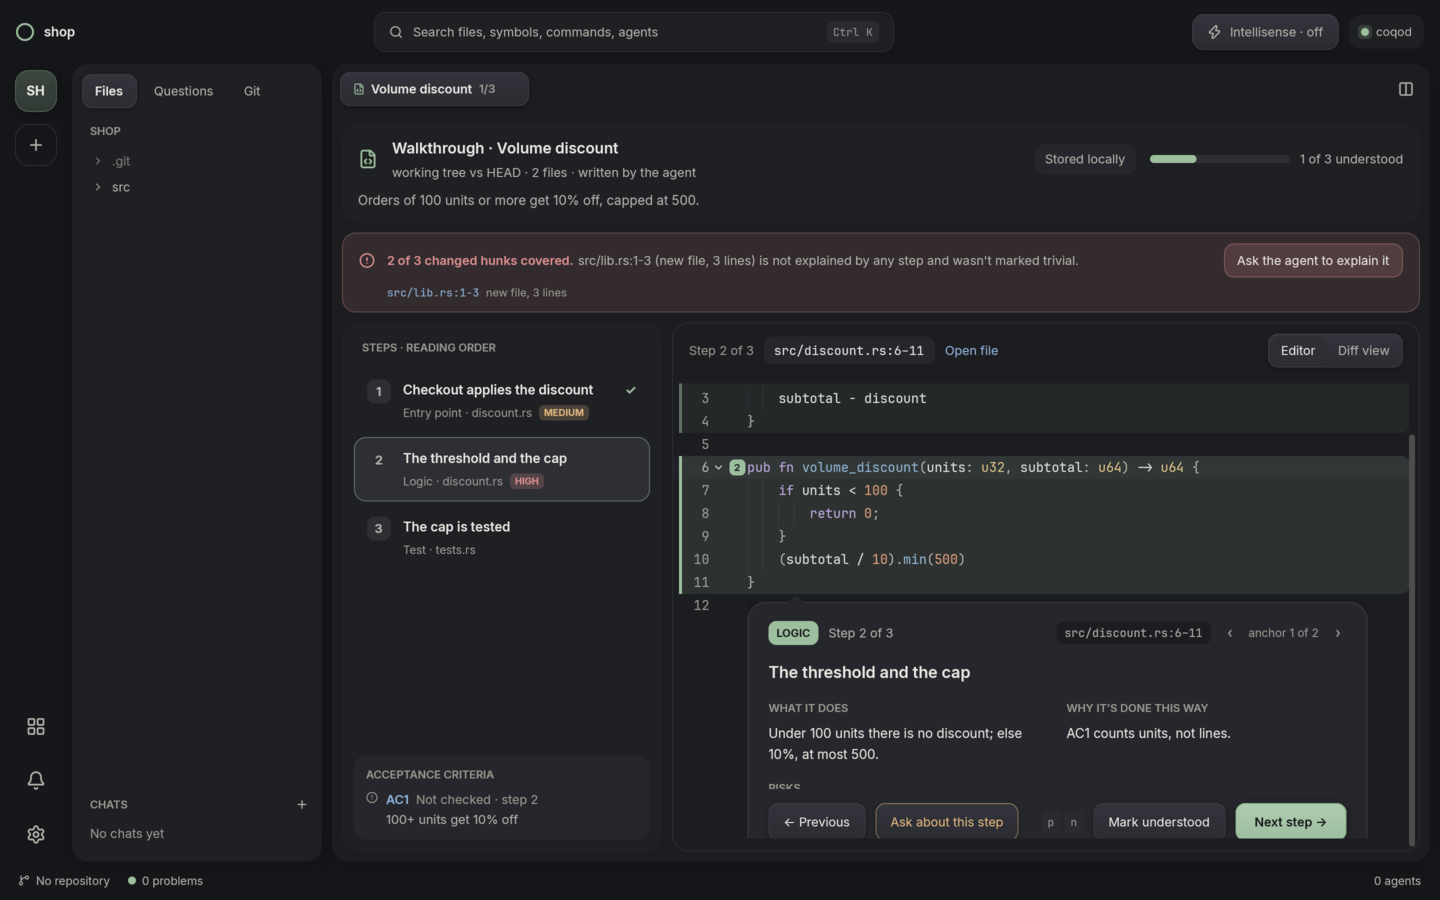 shop
Search files, symbols, commands, agents
Ctrl K
Intellisense · off
coqod
SH
Files
Questions
Git
Volume discount 1/3
SHOP
.git
src
Walkthrough · Volume discount
working tree vs HEAD · 2 files · written by the agent
Stored locally
1 of 3 understood
Orders of 100 units or more get 10% off, capped at 500.
2 of 3 changed hunks covered. src/lib.rs:1-3 (new file, 3 lines) is not explained by any step and wasn't marked trivial.
Ask the agent to explain it
src/lib.rs:1-3 new file, 3 lines
STEPS · READING ORDER
1 Checkout applies the discount
Entry point · discount.rs MEDIUM
2 The threshold and the cap
Logic · discount.rs HIGH
3 The cap is tested
Test · tests.rs
ACCEPTANCE CRITERIA
AC1 Not checked · step 2
100+ units get 10% off
Step 2 of 3
src/discount.rs:6–11
Open file
Editor
Diff view
3 subtotal - discount
4 }
5
6 2 pub fn volume_discount(units: u32, subtotal: u64) -> u64 {
7 if units < 100 {
8 return 0;
9 }
10 (subtotal / 10).min(500)
11 }
12
LOGIC
Step 2 of 3
src/discount.rs:6–11
‹ anchor 1 of 2 ›
The threshold and the cap
WHAT IT DOES
Under 100 units there is no discount; else
10%, at most 500.
WHY IT'S DONE THIS WAY
AC1 counts units, not lines.
RISKS
← Previous
Ask about this step
p n
Mark understood
Next step →
CHATS
No chats yet
No repository
0 problems
0 agents